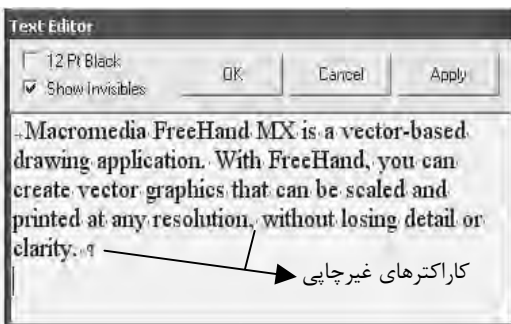 Text Editor
12 Pt Black
OK
Cancel
Apply
Show Invisibles
Macromedia FreeHand MX is a vector-based
drawing application. With FreeHand, you can
create vector graphics that can be scaled and
printed at any resolution, without losing detail or
clarity. ¶
کاراکترهای غیرچاپی